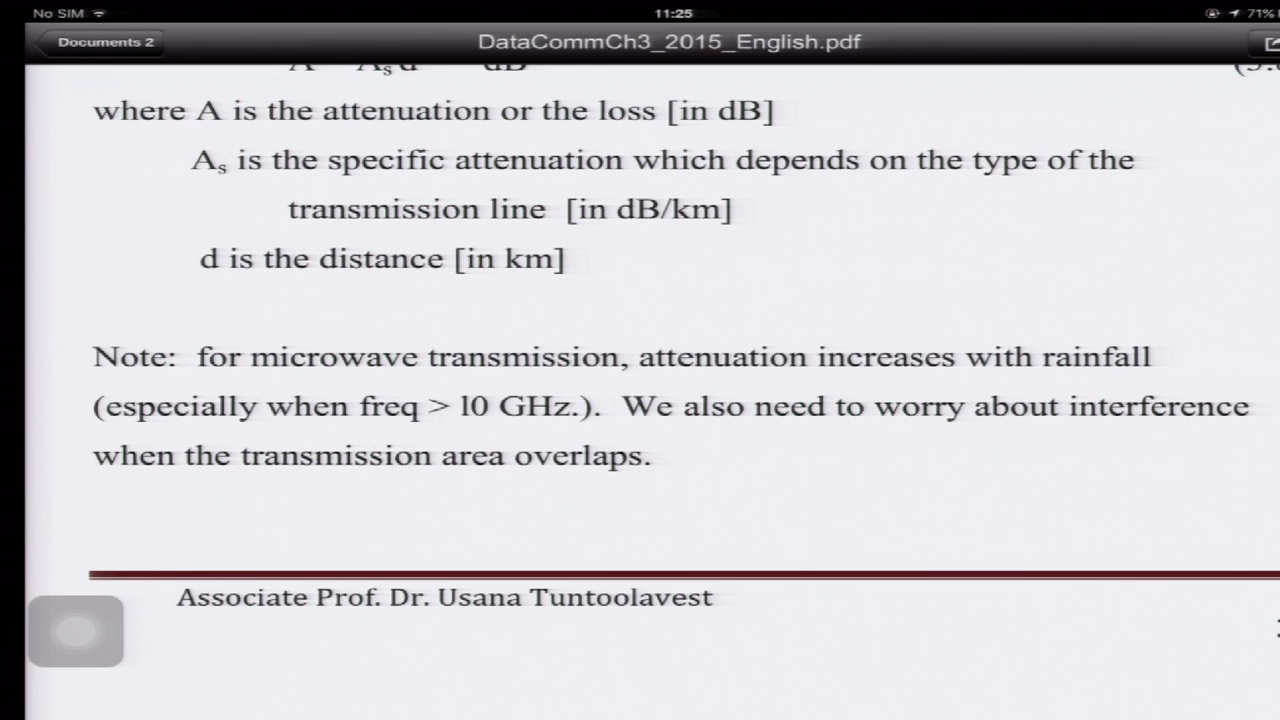 No SIM
11:25
71%
Documents 2
DataCommCh3_2015_English.pdf
where A is the attenuation or the loss [in dB]
As is the specific attenuation which depends on the type of the
transmission line [in dB/km]
d is the distance [in km]
Note: for microwave transmission, attenuation increases with rainfall
(especially when freq > 10 GHz.). We also need to worry about interference
when the transmission area overlaps.
Associate Prof. Dr. Usana Tuntoolavest